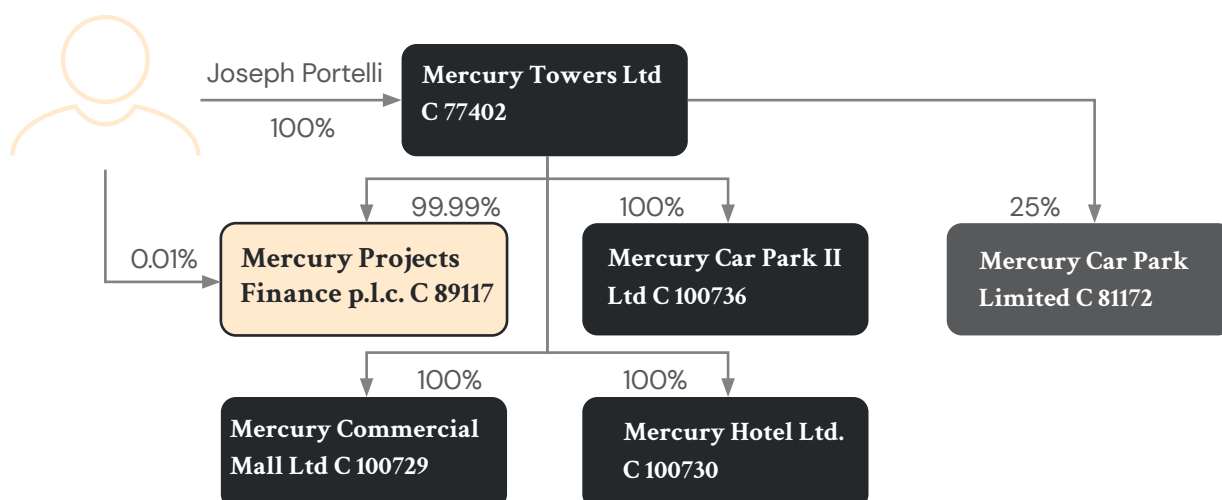 Joseph Portelli
100%
Mercury Towers Ltd
C 77402
99.99%
100%
25%
0.01%
Mercury Projects
Finance p.l.c. C 89117
Mercury Car Park II
Ltd C 100736
Mercury Car Park
Limited C 81172
100%
100%
Mercury Commercial
Mall Ltd C 100729
Mercury Hotel Ltd.
C 100730